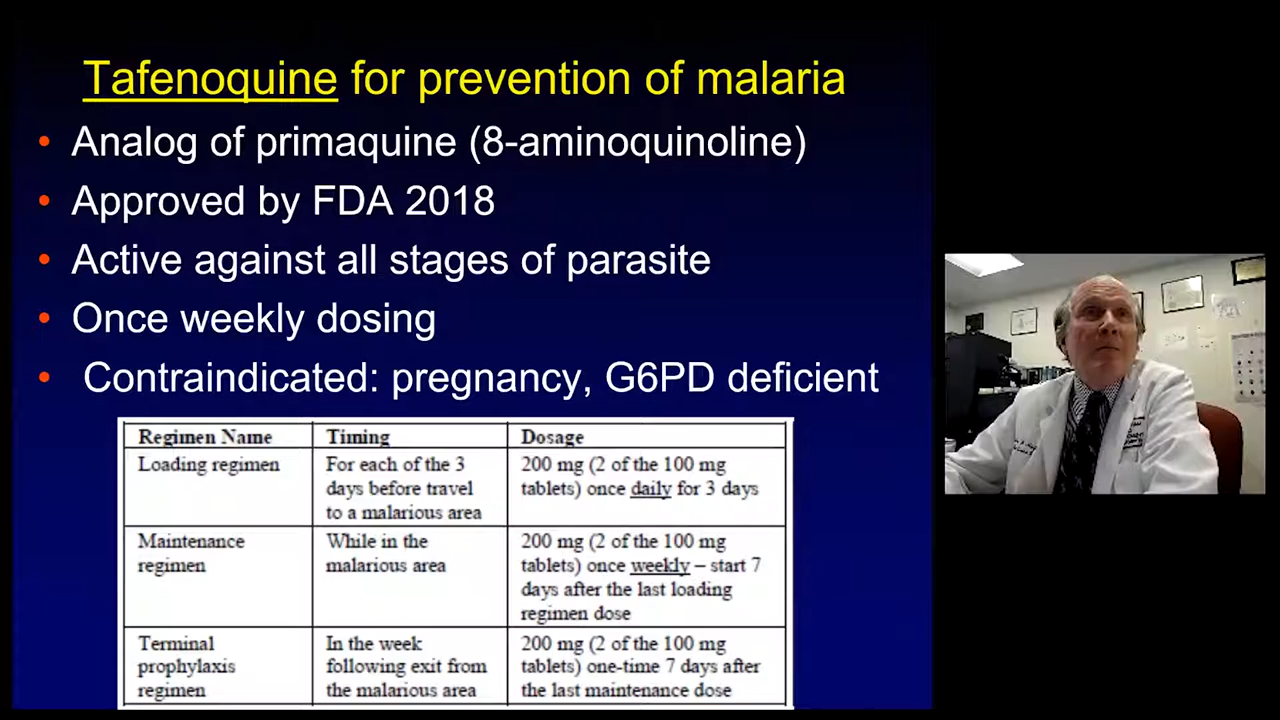 Tafenoquine for prevention of malaria
• Analog of primaquine (8-aminoquinoline)
• Approved by FDA 2018
• Active against all stages of parasite
• Once weekly dosing
• Contraindicated: pregnancy, G6PD deficient
Regimen Name Timing Dosage
Loading regimen
For each of the 3
days before travel
to a malarious area
200 mg (2 of the 100 mg
tablets) once daily for 3 days
Maintenance
regimen
While in the
malarious area
200 mg (2 of the 100 mg
tablets) once weekly – start 7
days after the last loading
regimen dose
Terminal
prophylaxis
regimen
In the week
following exit from
the malarious area
200 mg (2 of the 100 mg
tablets) one-time 7 days after
the last maintenance dose